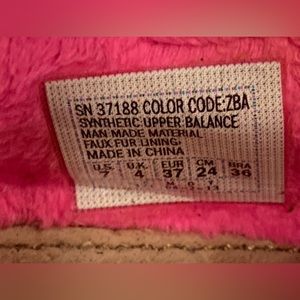 SN 37188 COLOR CODE:ZBA
SYNTHETIC UPPER BALANCE
MAN MADE MATERIAL
FAUX FUR LINING:
MADE IN CHINA
U.S. U.K EUR CM BRA
7 4 37 24 36